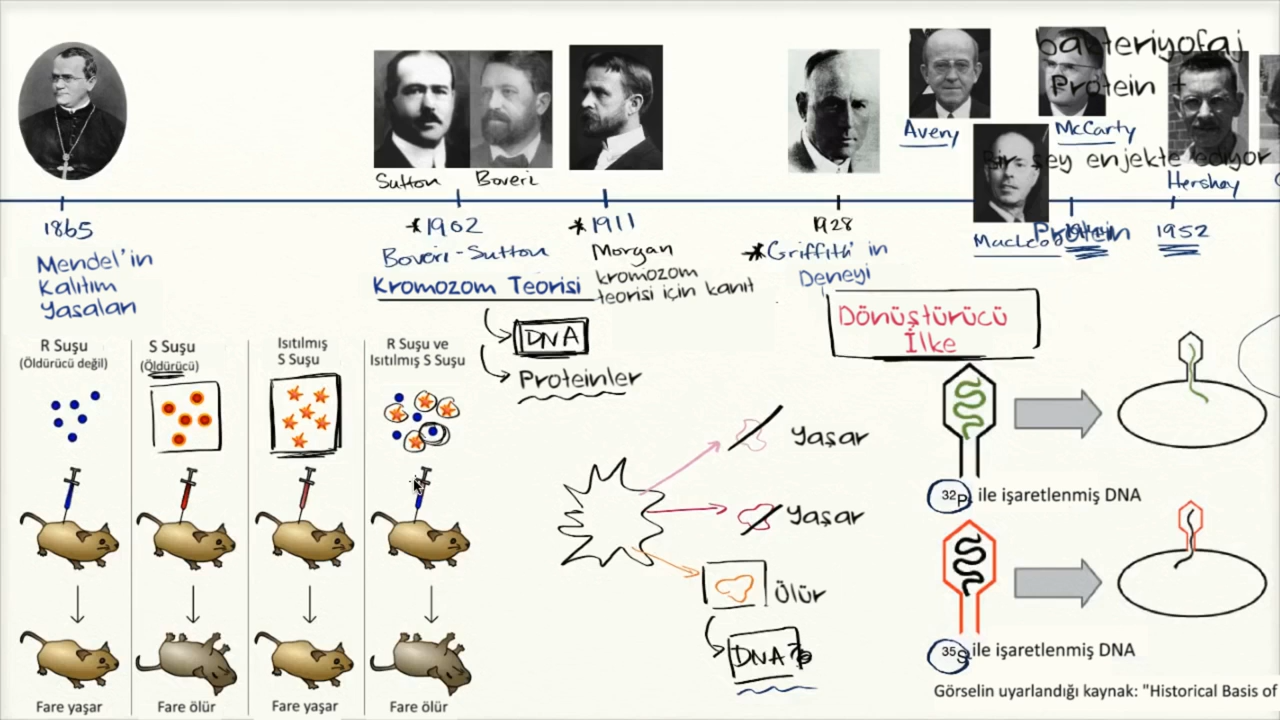 bakteriyofaj
Protein +
Bir şey enjekte ediyor
Avery
McCarty
Hershey
Sutton
Boveri
MacLeod
1865
Mendel'in
Kalıtım
Yasaları
*1902
Boveri-Sutton
Kromozom Teorisi
DNA
Proteinler
*1911
Morgan
kromozom
teorisi için kanıt
1928
*Griffith'in
Deneyi
Dönüştürücü
İlke
Protein
1952
R Suşu
(Öldürücü değil)
S Suşu
(Öldürücü)
Isıtılmış
S Suşu
R Suşu ve
Isıtılmış S Suşu
Fare yaşar
Fare ölür
Fare yaşar
Fare ölür
Yaşar
Yaşar
Ölür
DNA?
32P ile işaretlenmiş DNA
35S ile işaretlenmiş DNA
Görselin uyarlandığı kaynak: "Historical Basis of